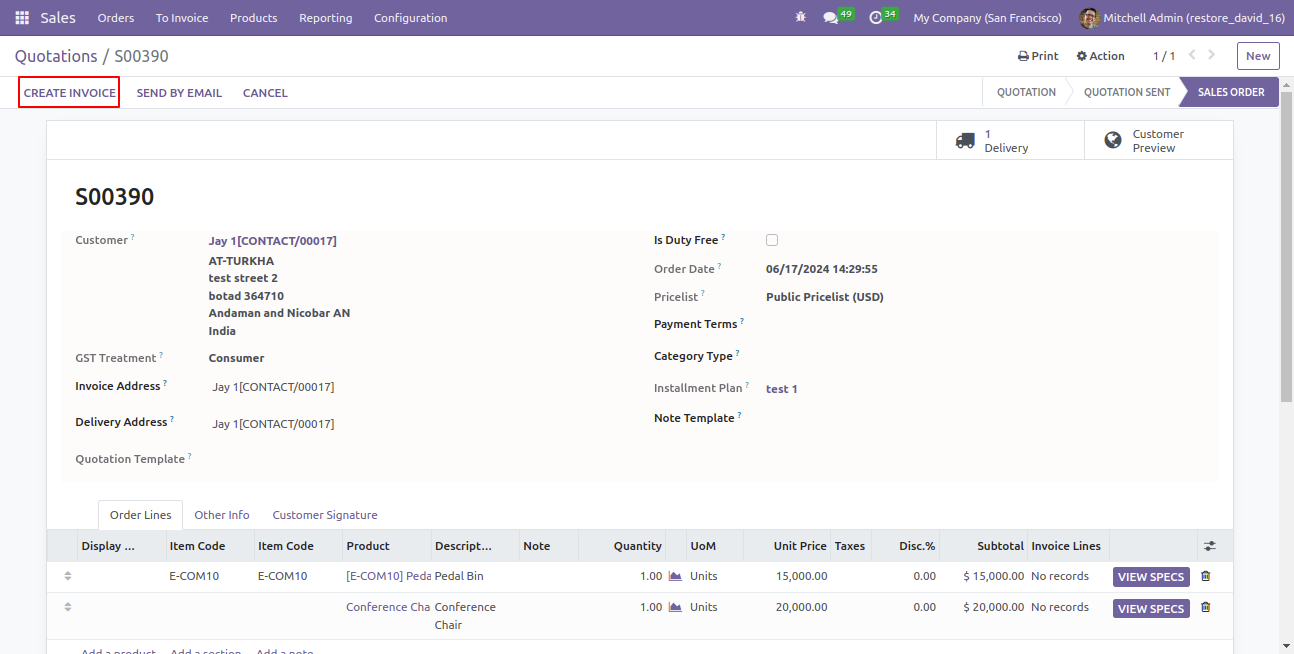 Sales Orders To Invoice Products Reporting Configuration 49 34 My Company (San Francisco) Mitchell Admin (restore_david_16)
Quotations / S00390 Print Action 1 / 1 New
CREATE INVOICE SEND BY EMAIL CANCEL QUOTATION QUOTATION SENT SALES ORDER
1 Delivery
Customer Preview
S00390
Customer ? Jay 1[CONTACT/00017]
AT-TURKHA
test street 2
botad 364710
Andaman and Nicobar AN
India
GST Treatment ? Consumer
Invoice Address ? Jay 1[CONTACT/00017]
Delivery Address ? Jay 1[CONTACT/00017]
Quotation Template ?
Is Duty Free ?
Order Date ? 06/17/2024 14:29:55
Pricelist ? Public Pricelist (USD)
Payment Terms ?
Category Type ?
Installment Plan ? test 1
Note Template ?
Order Lines Other Info Customer Signature
Display ... Item Code Item Code Product Descript... Note Quantity UoM Unit Price Taxes Disc.% Subtotal Invoice Lines
E-COM10 E-COM10 [E-COM10] Peda Pedal Bin 1.00 Units 15,000.00 0.00 $ 15,000.00 No records VIEW SPECS
Conference Cha Conference Chair 1.00 Units 20,000.00 0.00 $ 20,000.00 No records VIEW SPECS
Add a product Add a section Add a note